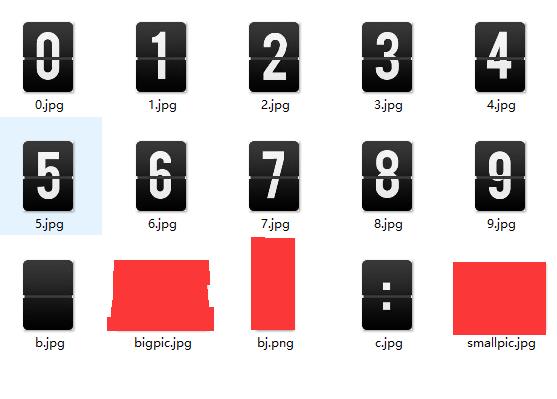 0 1 2 3 4
0.jpg 1.jpg 2.jpg 3.jpg 4.jpg
5 6 7 8 9
5.jpg 6.jpg 7.jpg 8.jpg 9.jpg
:
b.jpg bigpic.jpg bj.png c.jpg smallpic.jpg